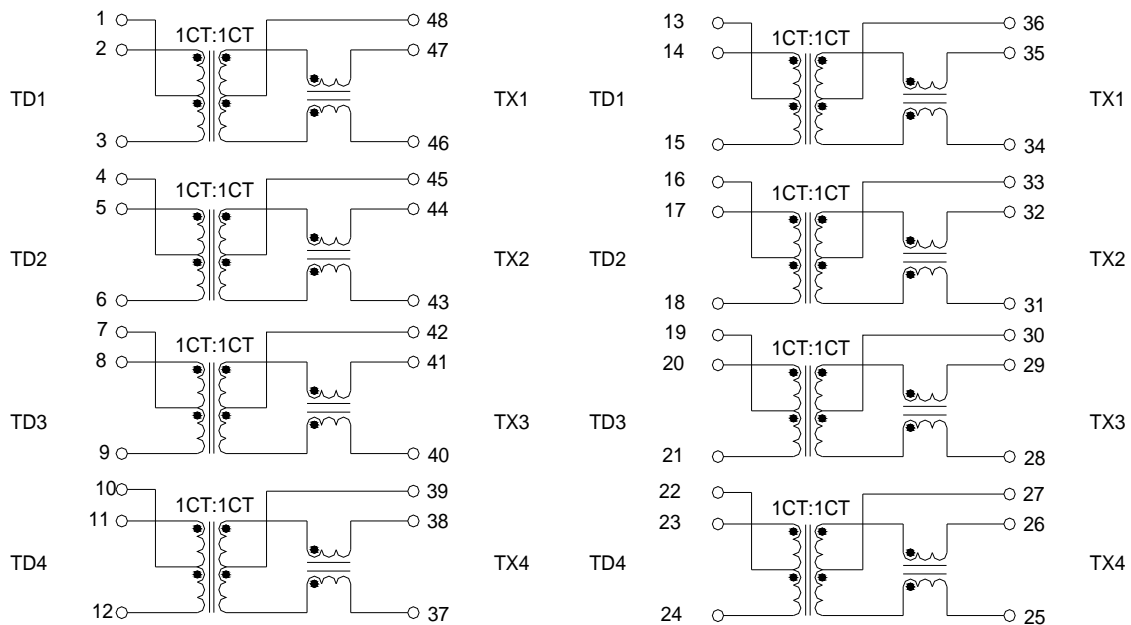 1 48
1CT:1CT
2 47
TD1 TX1
3 46
4 45
1CT:1CT
5 44
TD2 TX2
6 43
7 42
1CT:1CT
8 41
TD3 TX3
9 40
10 39
1CT:1CT
11 38
TD4 TX4
12 37
13 36
1CT:1CT
14 35
TD1 TX1
15 34
16 33
1CT:1CT
17 32
TD2 TX2
18 31
19 30
1CT:1CT
20 29
TD3 TX3
21 28
22 27
1CT:1CT
23 26
TD4 TX4
24 25